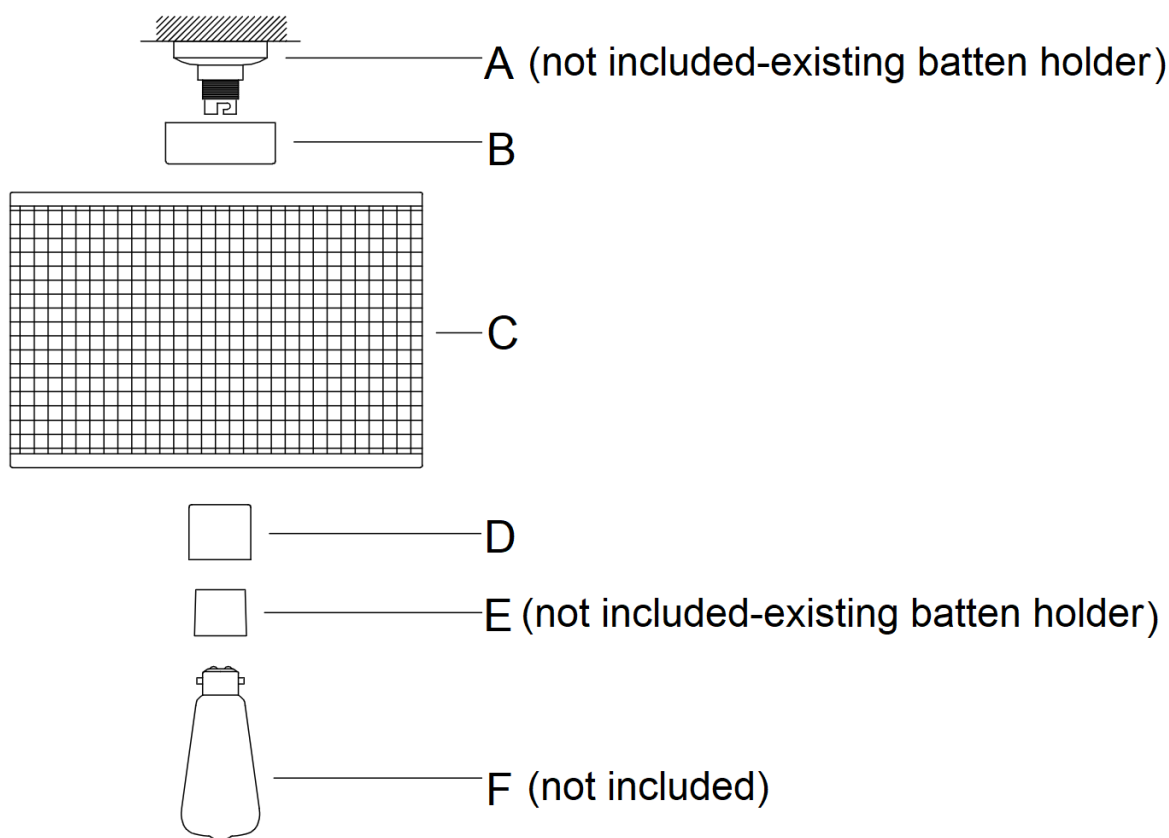 A (not included-existing batten holder)
B
C
D
E (not included-existing batten holder)
F (not included)